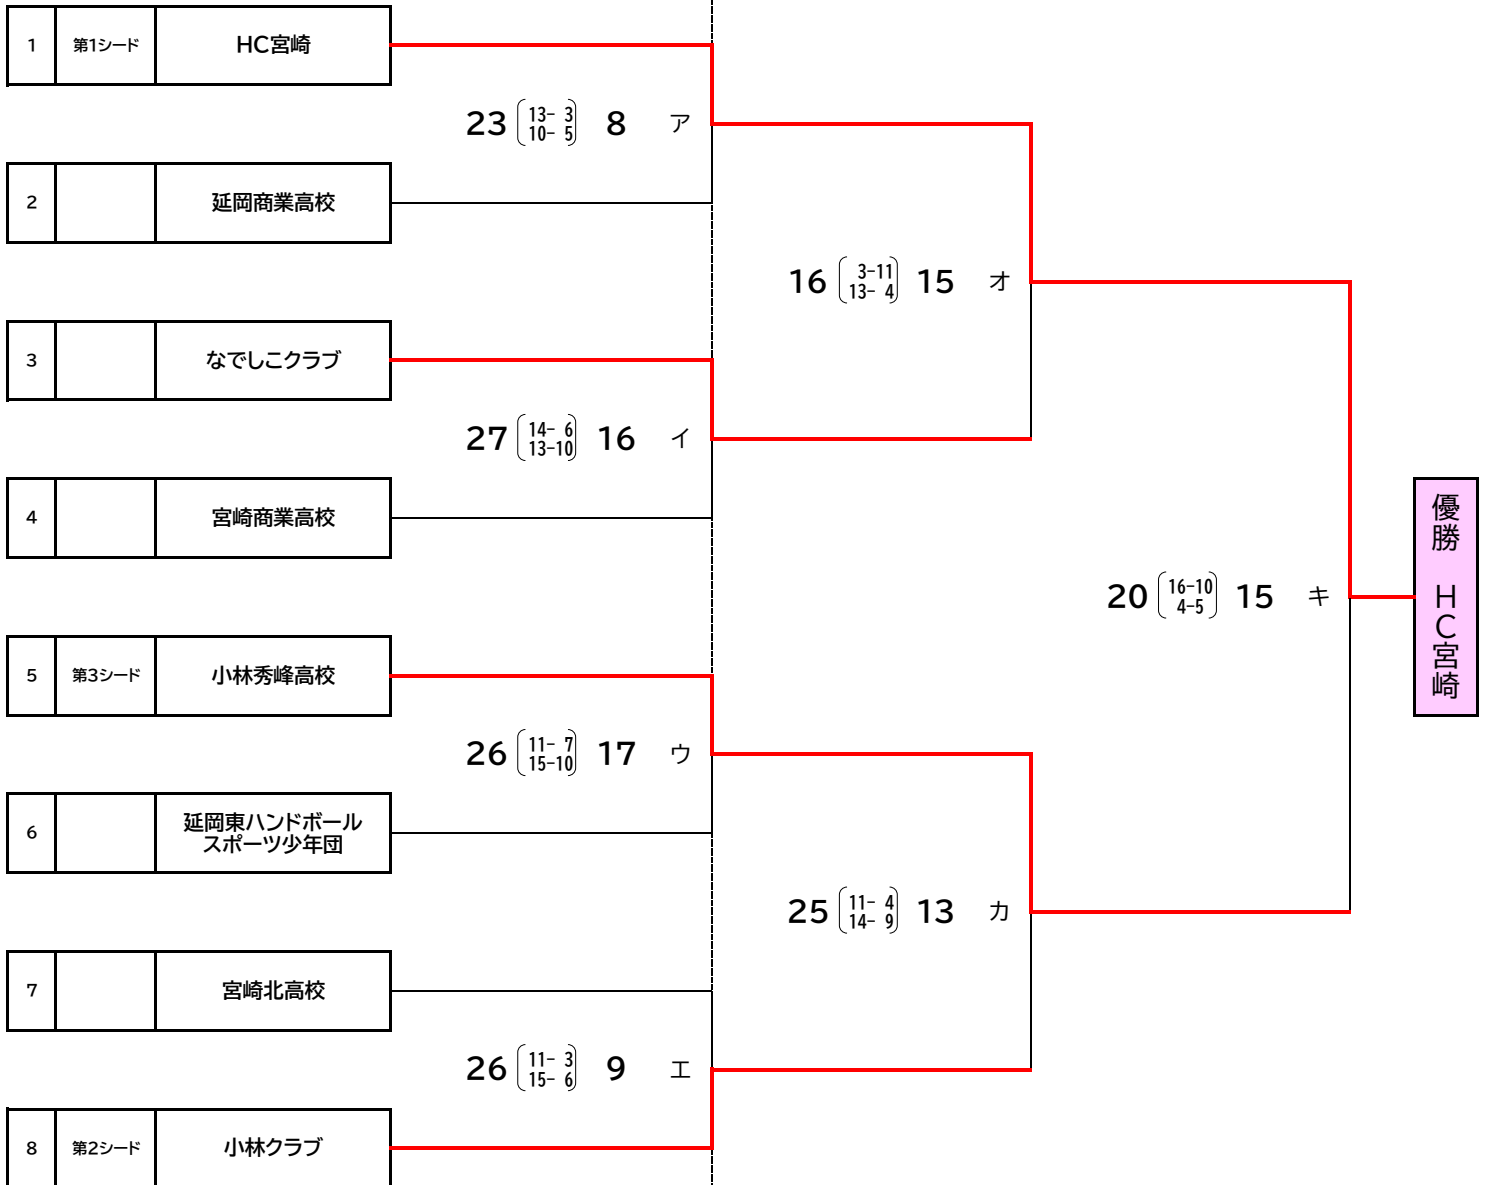 1 第1シード HC宮崎
23 13- 3 8 ア
10- 5
2 延岡商業高校
16 3-11 15 オ
13- 4
3 なでしこクラブ
27 14- 6 16 イ
13-10
4 宮崎商業高校
優勝 HC宮崎
20 16-10 15 キ
4-5
5 第3シード 小林秀峰高校
26 11- 7 17 ウ
15-10
6 延岡東ハンドボール
スポーツ少年団
25 11- 4 13 カ
14- 9
7 宮崎北高校
26 11- 3 9 エ
15- 6
8 第2シード 小林クラブ